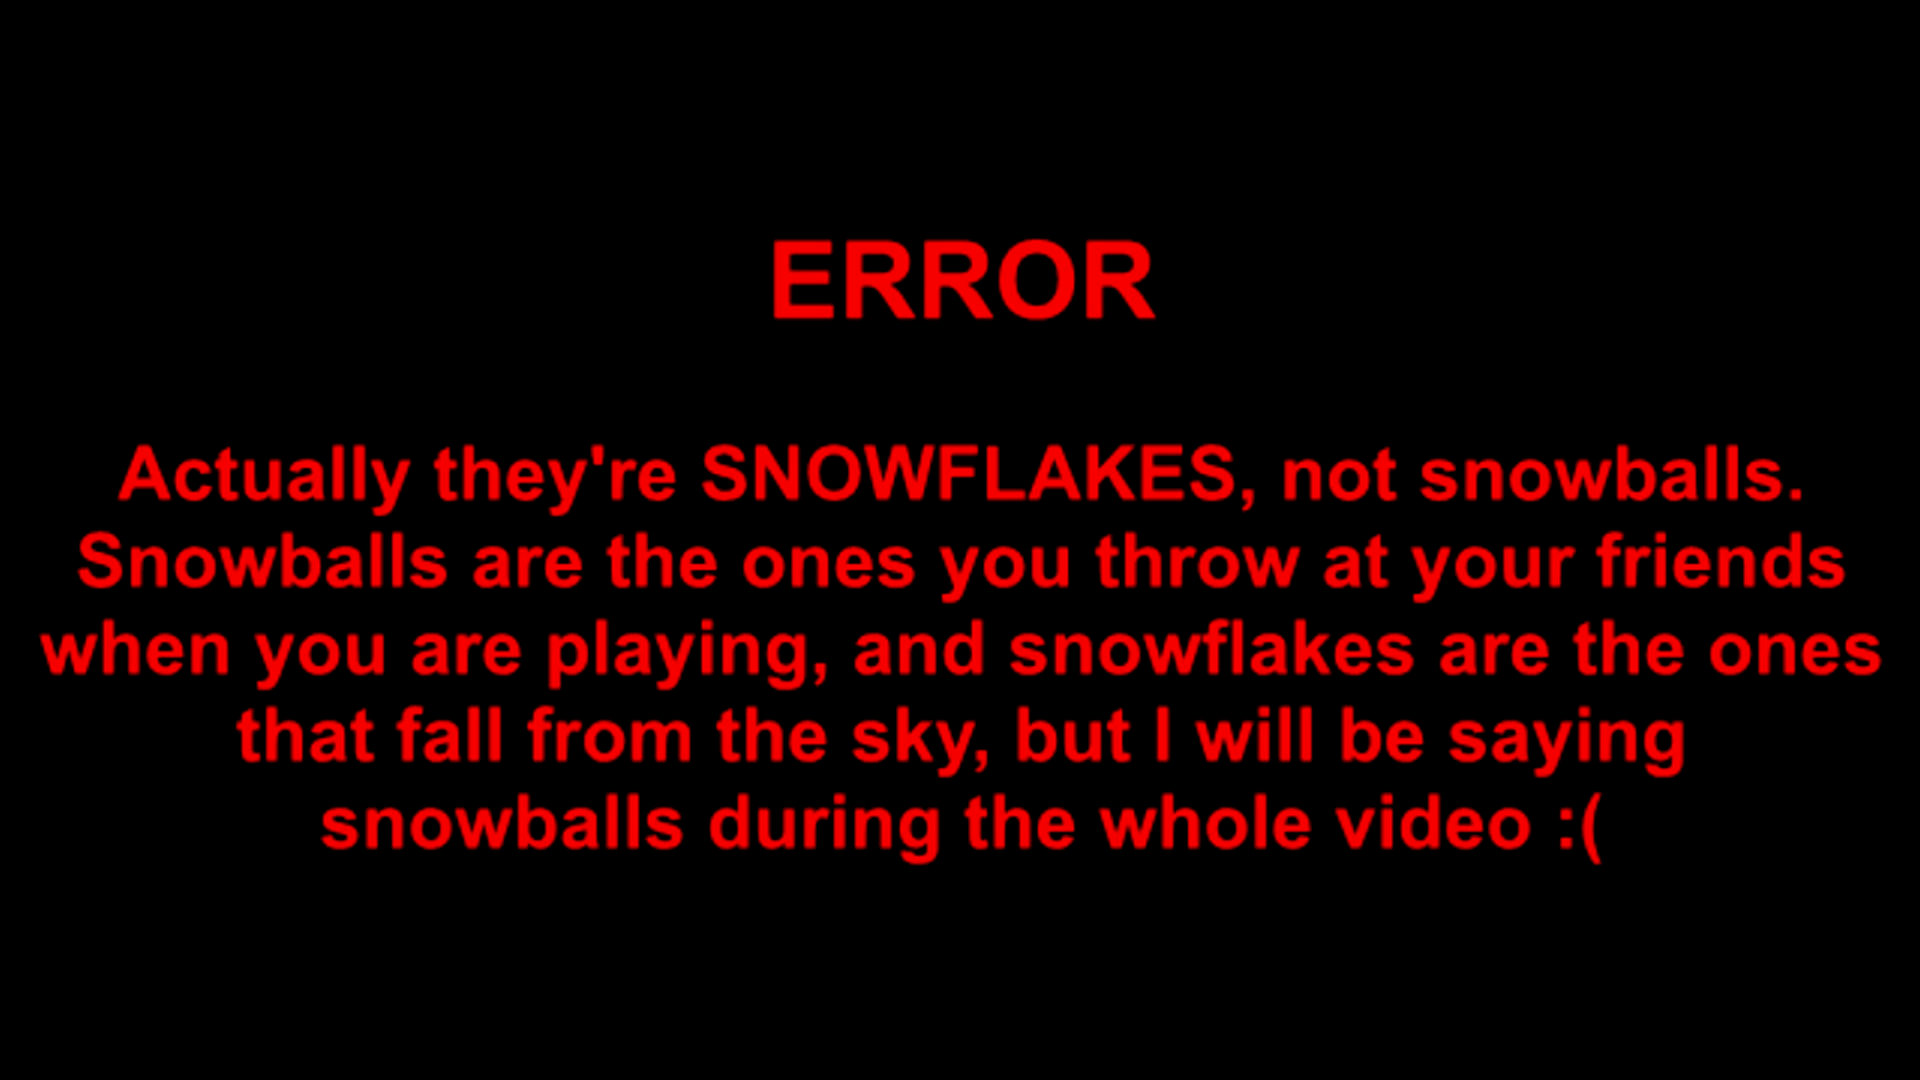 ERROR
Actually they're SNOWFLAKES, not snowballs.
Snowballs are the ones you throw at your friends
when you are playing, and snowflakes are the ones
that fall from the sky, but I will be saying
snowballs during the whole video :(